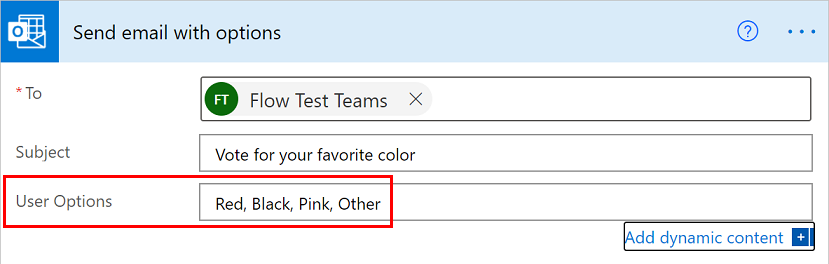 Send email with options
?
* To
FT Flow Test Teams
Subject
Vote for your favorite color
User Options
Red, Black, Pink, Other
Add dynamic content